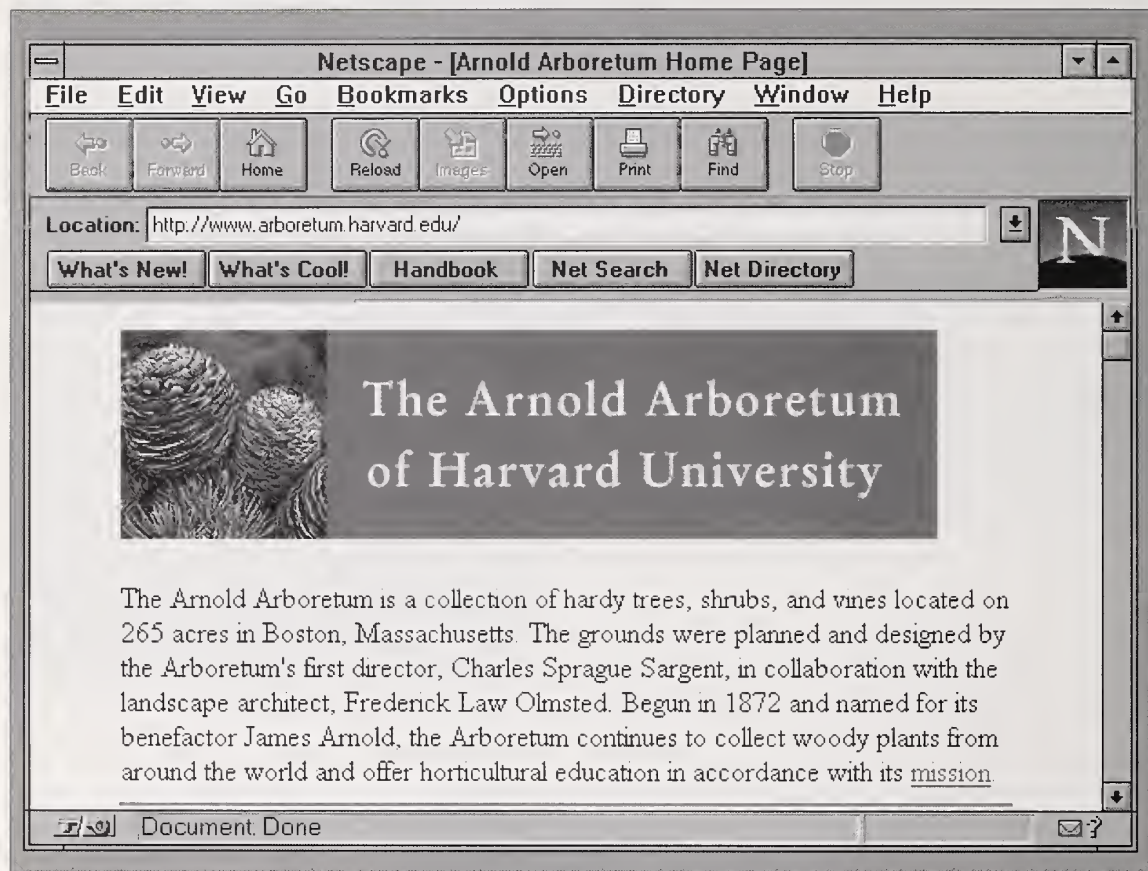 Netscape - [Arnold Arboretum Home Page]
File Edit View Go Bookmarks Options Directory Window Help
Back Forward Home Reload Images Open Print Find Stop
Location: http://www.arboretum.harvard.edu/
N
What's New! What's Cool! Handbook Net Search Net Directory
The Arnold Arboretum
of Harvard University
The Arnold Arboretum is a collection of hardy trees, shrubs, and vines located on
265 acres in Boston, Massachusetts. The grounds were planned and designed by
the Arboretum's first director, Charles Sprague Sargent, in collaboration with the
landscape architect, Frederick Law Olmsted. Begun in 1872 and named for its
benefactor James Arnold, the Arboretum continues to collect woody plants from
around the world and offer horticultural education in accordance with its mission.
Document: Done
?